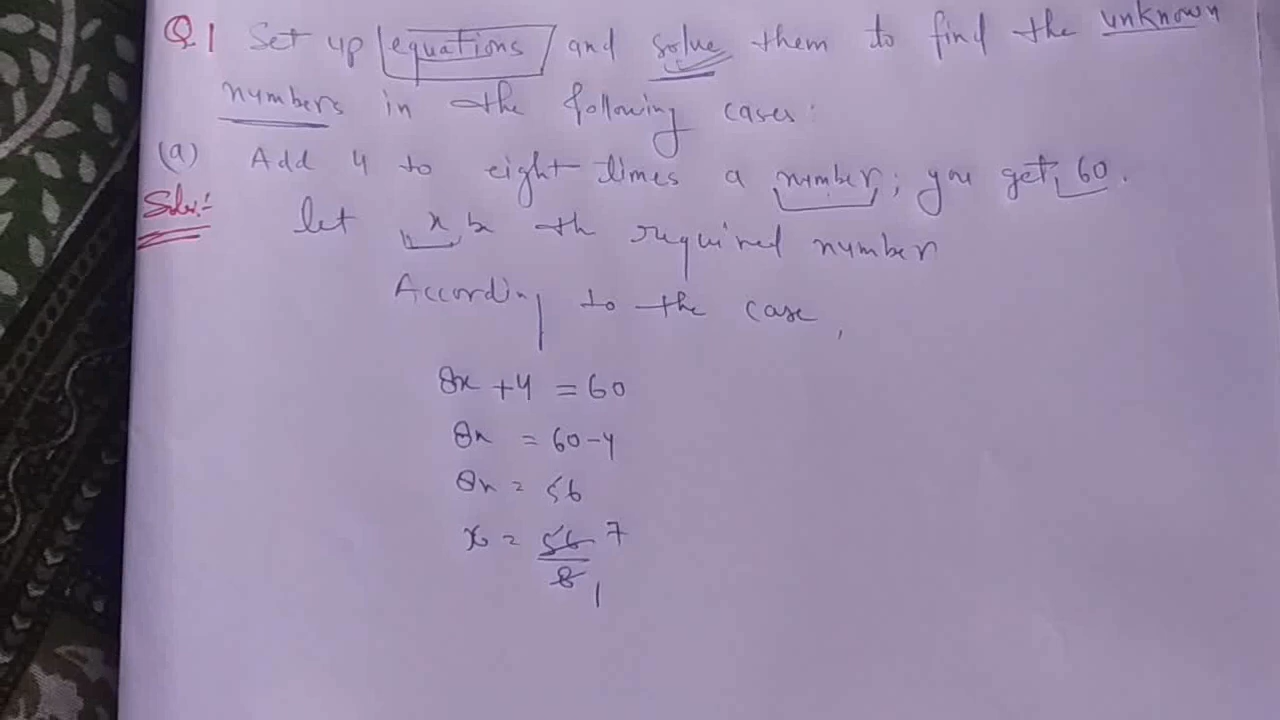 Q1 Set up equations and solve them to find the unknown
numbers in the following cases:
(a) Add 4 to eight times a number; you get 60.
Solu:- let x be the required number
According to the case,
8x + 4 = 60
8x = 60-4
8x = 56
x = 56 7
8 1